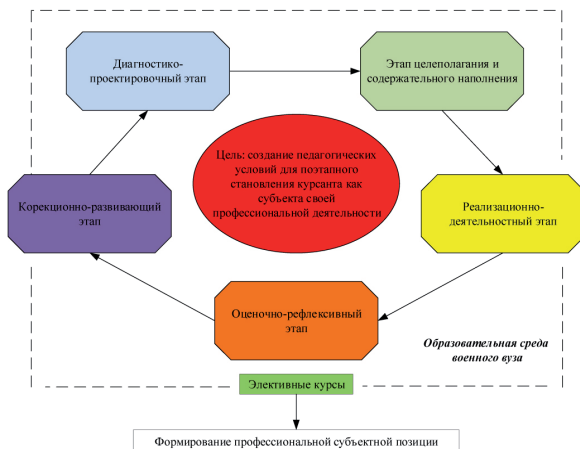 Диагностико-
проектировочный этап
Этап целеполагания и
содержательного наполнения
Цель: создание педагогических
условий для поэтапного
становления курсанта как
субъекта своей
профессиональной деятельности
Корекционно-развивающий
этап
Реализационно-
деятельностный этап
Оценочно-рефлексивный
этап
Образовательная среда
военного вуза
Элективные курсы
Формирование профессиональной субъектной позиции